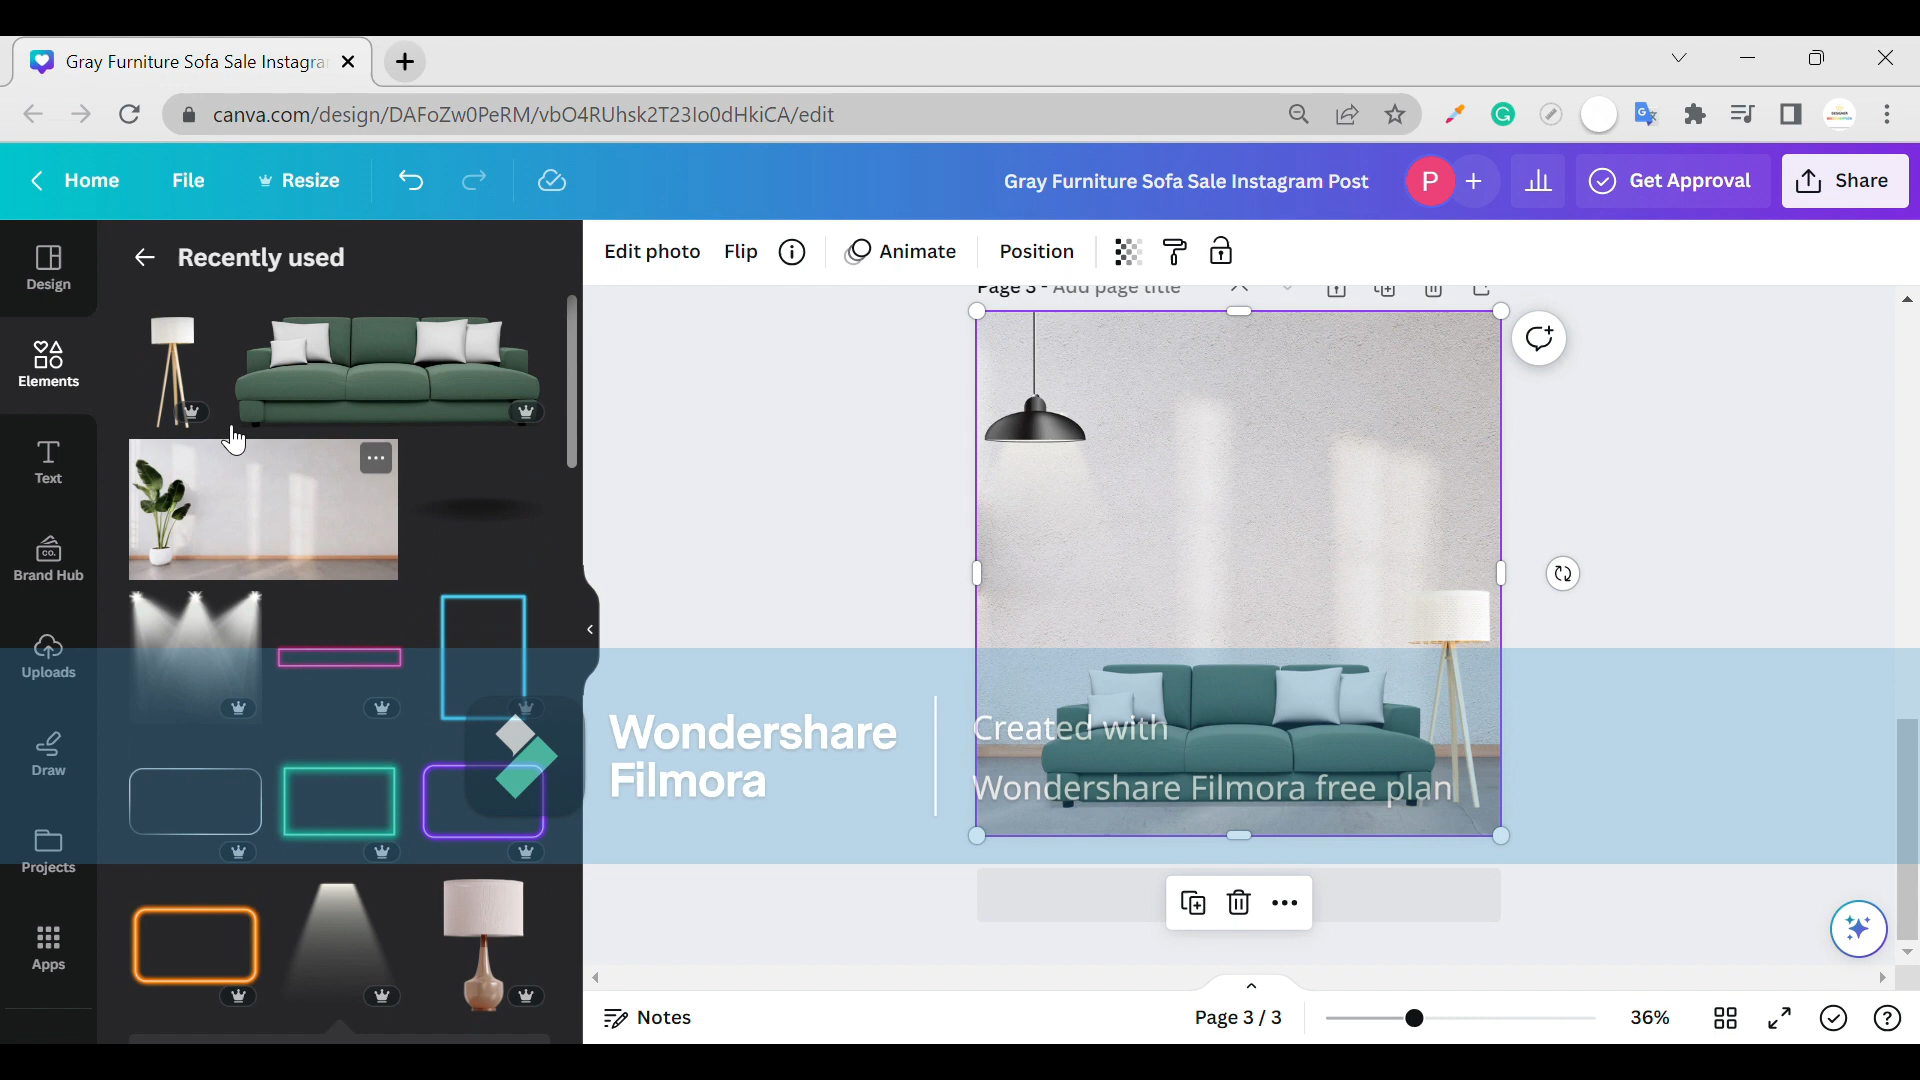 Gray Furniture Sofa Sale Instagra
canva.com/design/DAFoZw0PeRM/vbO4RUhsk2T23Io0dHkiCA/edit
Home
File
Resize
Gray Furniture Sofa Sale Instagram Post
P
Get Approval
Share
Design
Elements
Text
Brand Hub
CO.
Uploads
Draw
Projects
Apps
Recently used
Edit photo
Flip
Animate
Position
Page 3 - Add page title
Wondershare
Filmora
Created with
Wondershare Filmora free plan
Notes
Page 3 / 3
36%